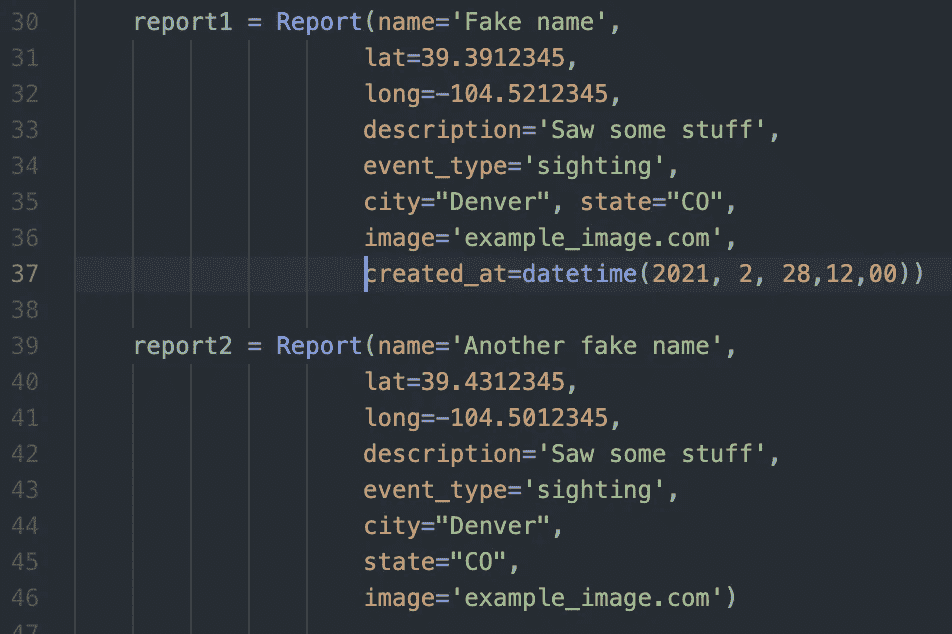 30 report1 = Report(name='Fake name',
31 lat=39.3912345,
32 long=-104.5212345,
33 description='Saw some stuff',
34 event_type='sighting',
35 city="Denver", state="CO",
36 image='example_image.com',
37 created_at=datetime(2021, 2, 28,12,00))
38
39 report2 = Report(name='Another fake name',
40 lat=39.4312345,
41 long=-104.5012345,
42 description='Saw some stuff',
43 event_type='sighting',
44 city="Denver",
45 state="CO",
46 image='example_image.com')
47